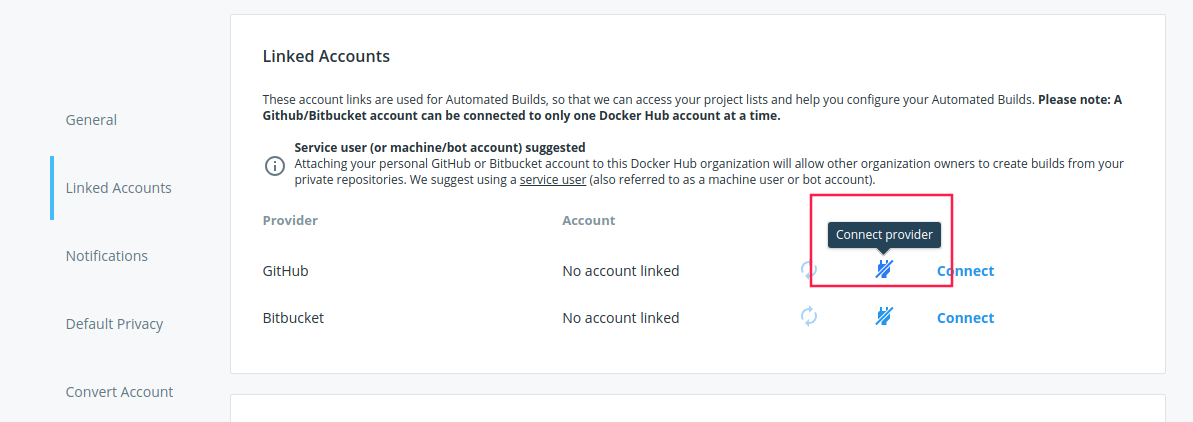 Linked Accounts
These account links are used for Automated Builds, so that we can access your project lists and help you configure your Automated Builds. Please note: A
Github/Bitbucket account can be connected to only one Docker Hub account at a time.
General
Service user (or machine/bot account) suggested
Attaching your personal GitHub or Bitbucket account to this Docker Hub organization will allow other organization owners to create builds from your
private repositories. We suggest using a service user (also referred to as a machine user or bot account).
Linked Accounts
Provider Account
Connect provider
Notifications
GitHub No account linked Connect
Bitbucket No account linked Connect
Default Privacy
Convert Account